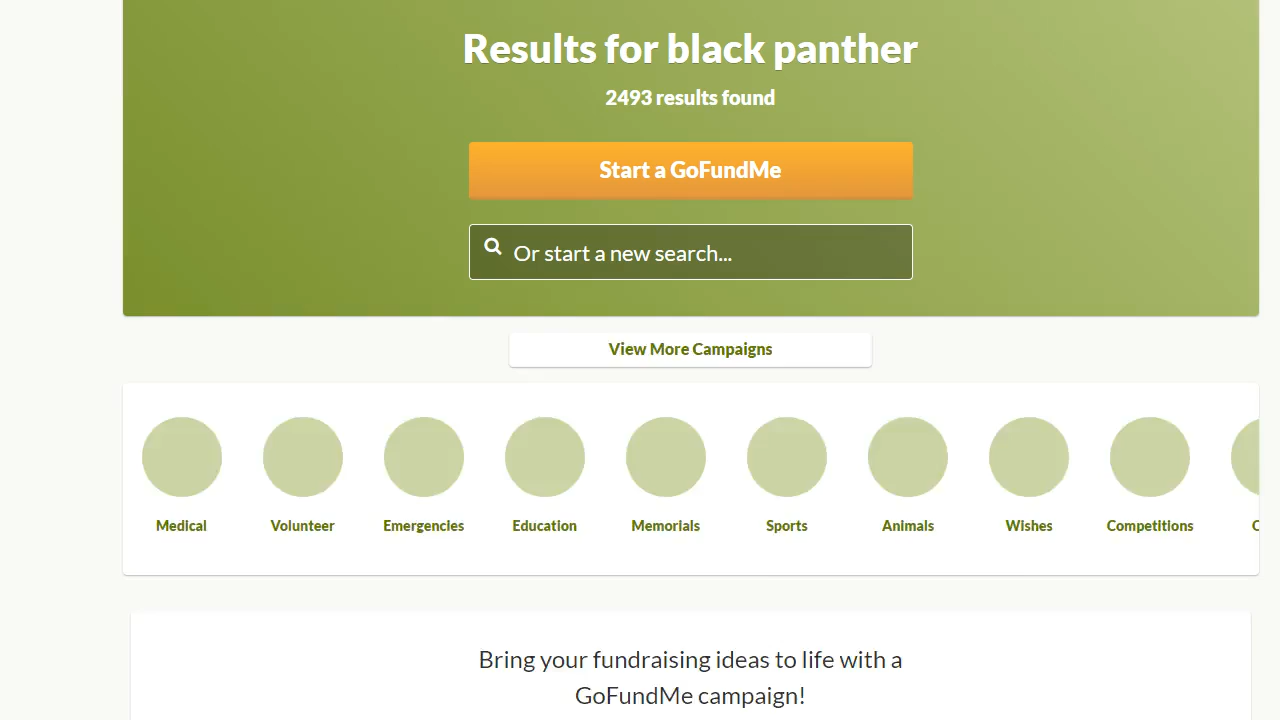 Results for black panther
2493 results found
Start a GoFundMe
Or start a new search...
View More Campaigns
Medical
Volunteer
Emergencies
Education
Memorials
Sports
Animals
Wishes
Competitions
Bring your fundraising ideas to life with a
GoFundMe campaign!